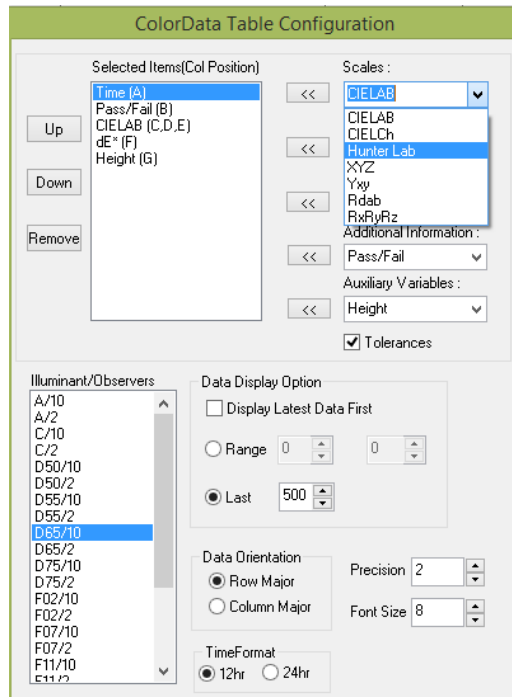 ColorData Table Configuration
Selected Items(Col Position)
Time (A)
Pass/Fail (B)
CIELAB (C,D,E)
dE* (F)
Height (G)
Up
Down
Remove
<<
<<
<<
<<
<<
Scales :
CIELAB
CIELAB
CIELCh
Hunter Lab
XYZ
Yxy
Rdab
RxRyRz
Additional Information :
Pass/Fail
Auxiliary Variables :
Height
Tolerances
Illuminant/Observers
A/10
A/2
C/10
C/2
D50/10
D50/2
D55/10
D55/2
D65/10
D65/2
D75/10
D75/2
F02/10
F02/2
F07/10
F07/2
F11/10
F11/2
Data Display Option
Display Latest Data First
Range 0 0
Last 500
Data Orientation
Row Major
Column Major
Precision 2
Font Size 8
TimeFormat
12hr 24hr